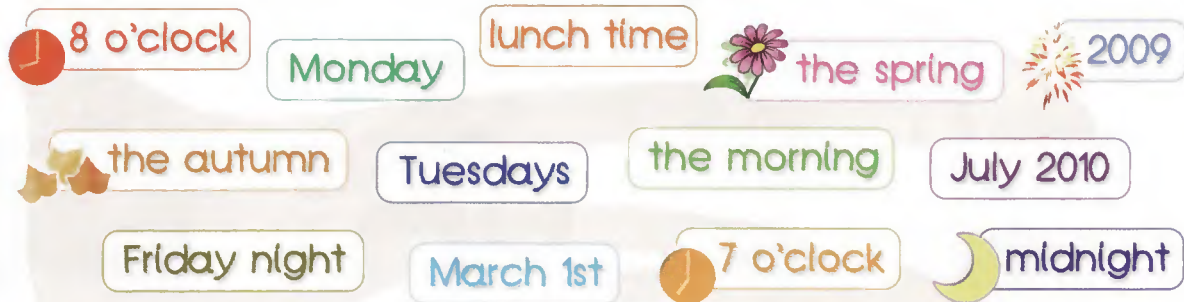 8 o'clock
Monday
lunch time
the spring
2009
the autumn
Tuesdays
the morning
July 2010
Friday night
March 1st
7 o'clock
midnight